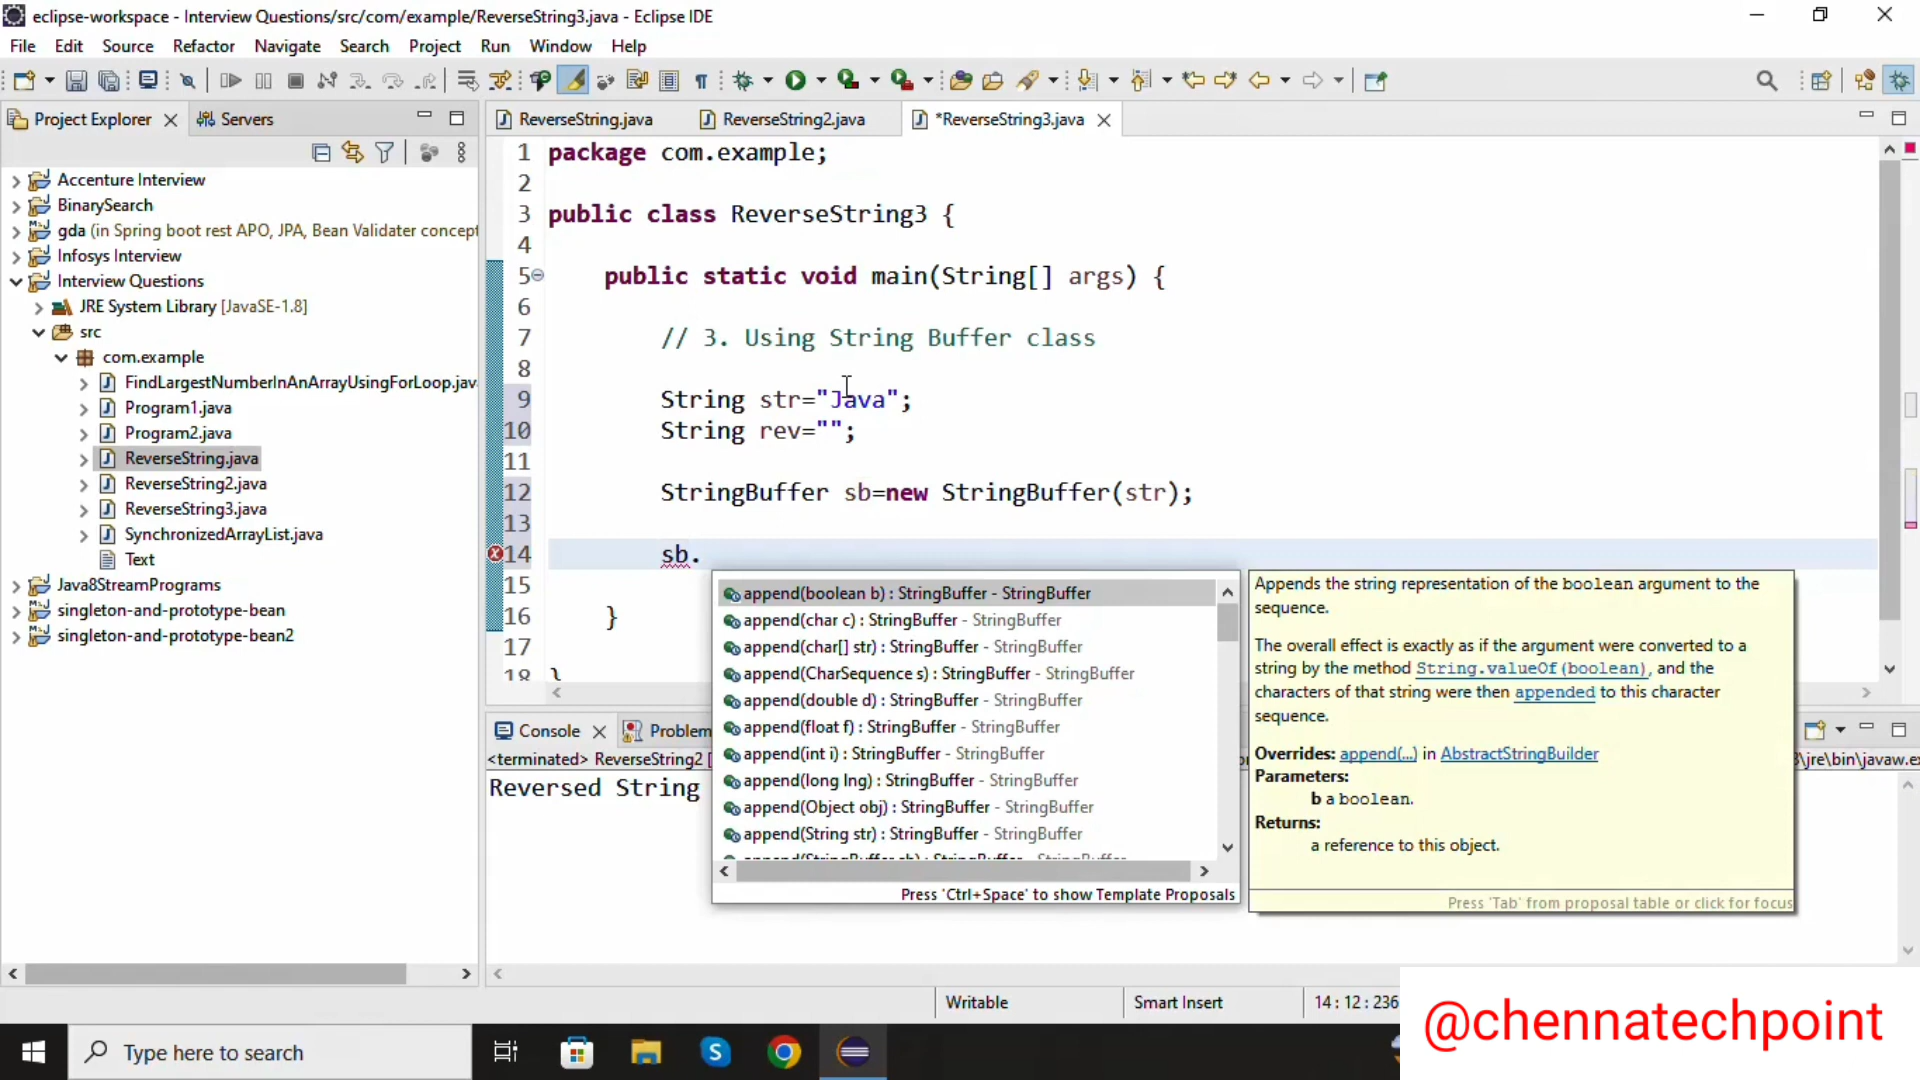 eclipse-workspace - Interview Questions/src/com/example/ReverseString3.java - Eclipse IDE
File Edit Source Refactor Navigate Search Project Run Window Help
Project Explorer Servers
ReverseString.java ReverseString2.java *ReverseString3.java
Accenture Interview
BinarySearch
gda (in Spring boot rest APO, JPA, Bean Validater concept
Infosys Interview
Interview Questions
JRE System Library [JavaSE-1.8]
src
com.example
FindLargestNumberInAnArrayUsingForLoop.jav
Program1.java
Program2.java
ReverseString.java
ReverseString2.java
ReverseString3.java
SynchronizedArrayList.java
Text
Java8StreamPrograms
singleton-and-prototype-bean
singleton-and-prototype-bean2
1 package com.example;
2
3 public class ReverseString3 {
4
5 public static void main(String[] args) {
6
7 // 3. Using String Buffer class
8
9 String str="Java";
10 String rev="";
11
12 StringBuffer sb=new StringBuffer(str);
13
14 sb.
15
16 }
17
18 }
append(boolean b) : StringBuffer - StringBuffer
append(char c) : StringBuffer - StringBuffer
append(char[] str) : StringBuffer - StringBuffer
append(CharSequence s) : StringBuffer - StringBuffer
append(double d) : StringBuffer - StringBuffer
append(float f) : StringBuffer - StringBuffer
append(int i) : StringBuffer - StringBuffer
append(long lng) : StringBuffer - StringBuffer
append(Object obj) : StringBuffer - StringBuffer
append(String str) : StringBuffer - StringBuffer
append(StringBuffer sb) : StringBuffer - StringBuffer
Press 'Ctrl+Space' to show Template Proposals
Appends the string representation of the boolean argument to the
sequence.
The overall effect is exactly as if the argument were converted to a
string by the method String.valueOf(boolean), and the
characters of that string were then appended to this character
sequence.
Overrides: append(...) in AbstractStringBuilder
Parameters:
b a boolean.
Returns:
a reference to this object.
Press 'Tab' from proposal table or click for focus
Console Problem
<terminated> ReverseString2 [
\jre\bin\javaw.ex
Reversed String
Writable Smart Insert 14 : 12 : 236
Type here to search
@chennatechpoint